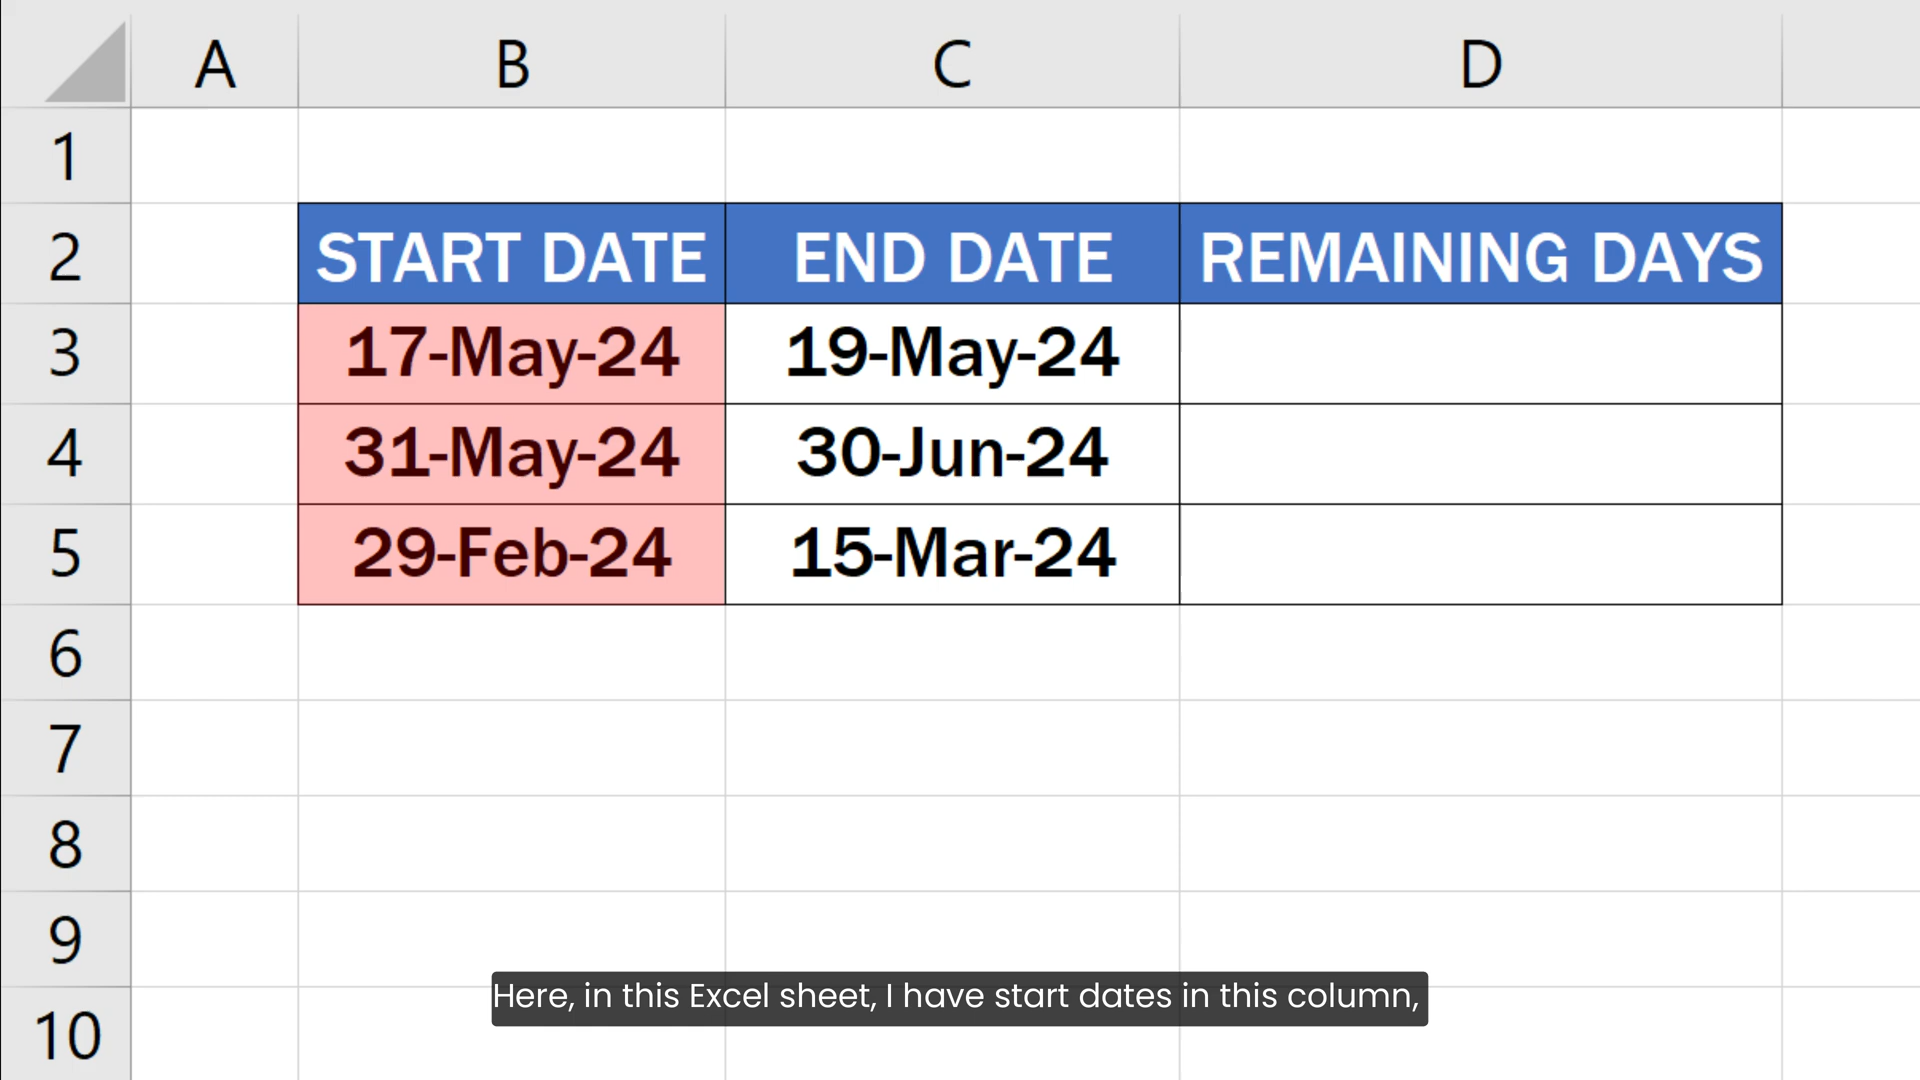 A B C D
1
2 START DATE END DATE REMAINING DAYS
3 17-May-24 19-May-24
4 31-May-24 30-Jun-24
5 29-Feb-24 15-Mar-24
6
7
8
9
Here, in this Excel sheet, I have start dates in this column,
10